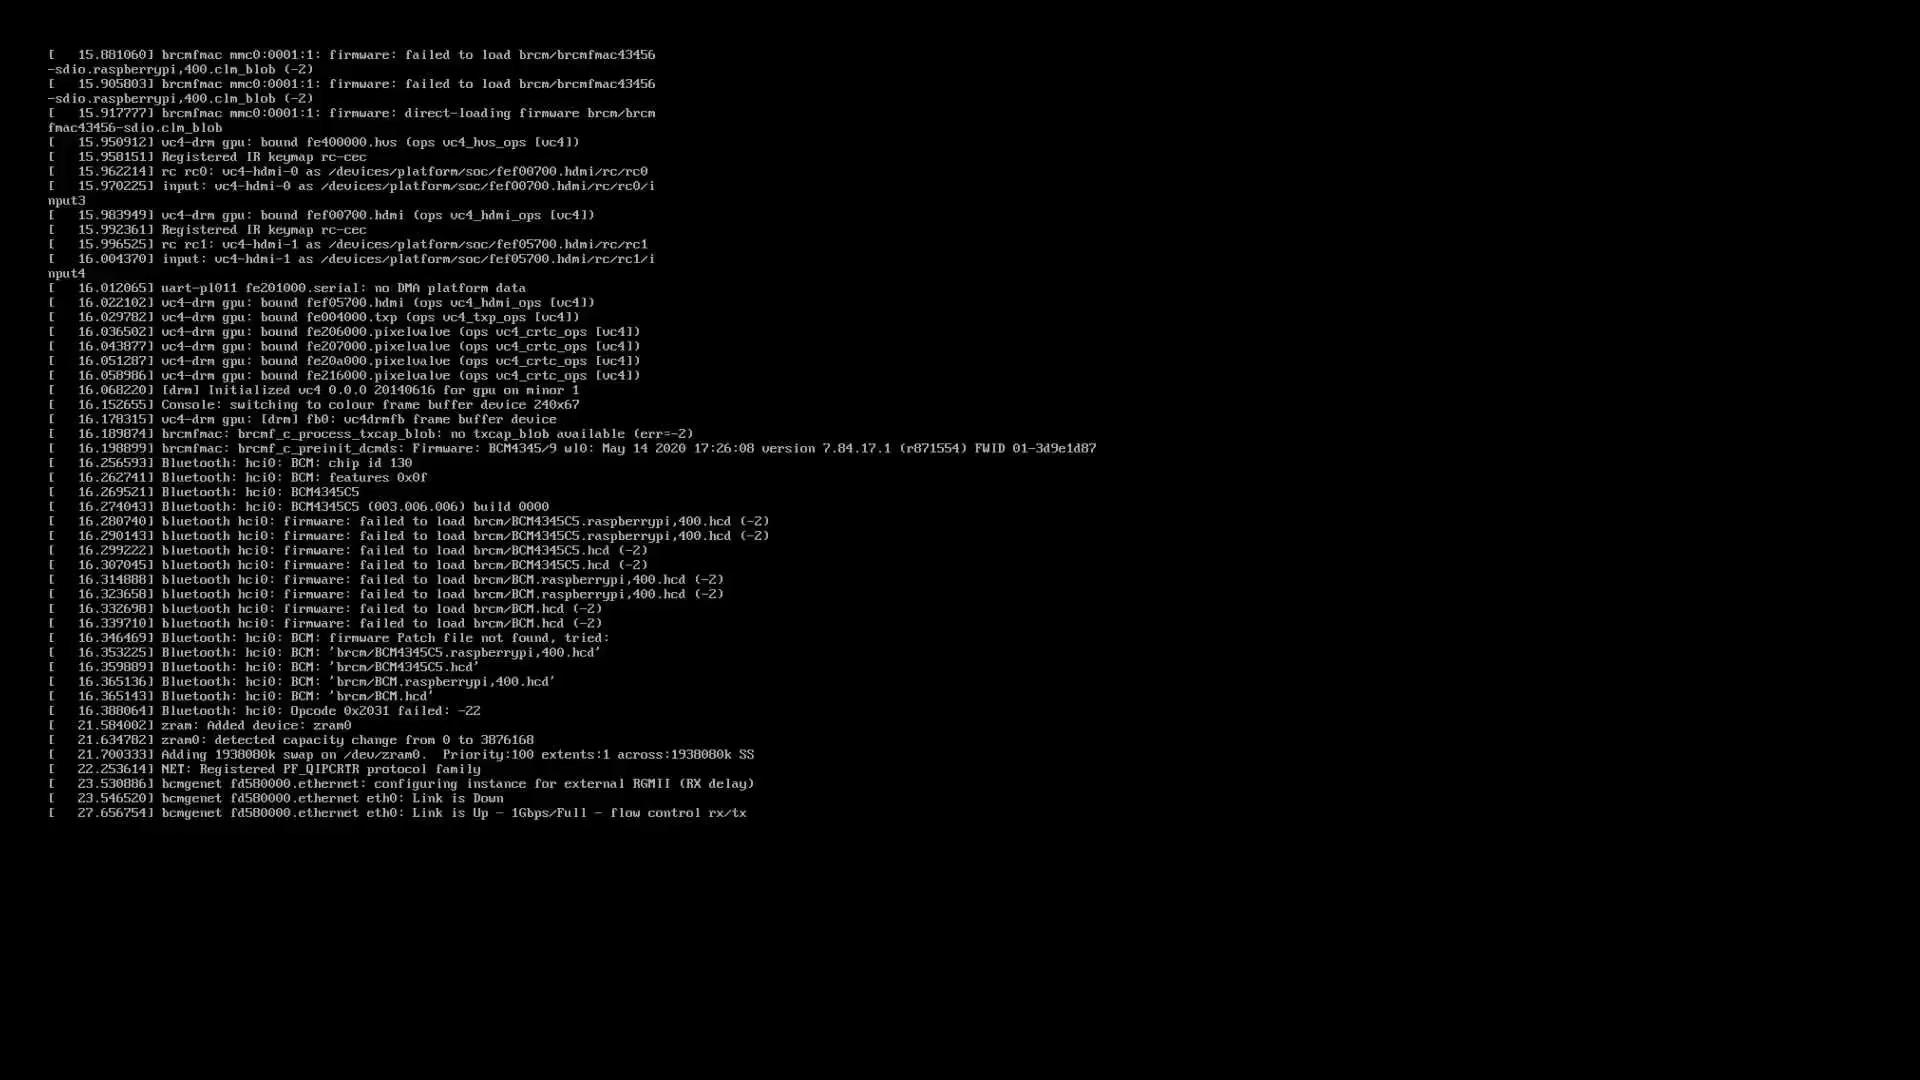 [   15.881060] brcmfmac mmc0:0001:1: firmware: failed to load brcm/brcmfmac43456
-sdio.raspberrypi,400.clm_blob (-2)
[   15.905803] brcmfmac mmc0:0001:1: firmware: failed to load brcm/brcmfmac43456
-sdio.raspberrypi,400.clm_blob (-2)
[   15.917777] brcmfmac mmc0:0001:1: firmware: direct-loading firmware brcm/brcm
fmac43456-sdio.clm_blob
[   15.950912] vc4-drm gpu: bound fe400000.hvs (ops vc4_hvs_ops [vc4])
[   15.958151] Registered IR keymap rc-cec
[   15.962214] rc rc0: vc4-hdmi-0 as /devices/platform/soc/fef00700.hdmi/rc/rc0
[   15.970225] input: vc4-hdmi-0 as /devices/platform/soc/fef00700.hdmi/rc/rc0/i
nput3
[   15.983949] vc4-drm gpu: bound fef00700.hdmi (ops vc4_hdmi_ops [vc4])
[   15.992361] Registered IR keymap rc-cec
[   15.996525] rc rc1: vc4-hdmi-1 as /devices/platform/soc/fef05700.hdmi/rc/rc1
[   16.004370] input: vc4-hdmi-1 as /devices/platform/soc/fef05700.hdmi/rc/rc1/i
nput4
[   16.012065] uart-pl011 fe201000.serial: no DMA platform data
[   16.022102] vc4-drm gpu: bound fef05700.hdmi (ops vc4_hdmi_ops [vc4])
[   16.029782] vc4-drm gpu: bound fe004000.txp (ops vc4_txp_ops [vc4])
[   16.036502] vc4-drm gpu: bound fe206000.pixelvalve (ops vc4_crtc_ops [vc4])
[   16.043877] vc4-drm gpu: bound fe207000.pixelvalve (ops vc4_crtc_ops [vc4])
[   16.051287] vc4-drm gpu: bound fe20a000.pixelvalve (ops vc4_crtc_ops [vc4])
[   16.058986] vc4-drm gpu: bound fe216000.pixelvalve (ops vc4_crtc_ops [vc4])
[   16.068220] [drm] Initialized vc4 0.0.0 20140616 for gpu on minor 1
[   16.152655] Console: switching to colour frame buffer device 240x67
[   16.178315] vc4-drm gpu: [drm] fb0: vc4drmfb frame buffer device
[   16.189874] brcmfmac: brcmf_c_process_txcap_blob: no txcap_blob available (err=-2)
[   16.198899] brcmfmac: brcmf_c_preinit_dcmds: Firmware: BCM4345/9 wl0: May 14 2020 17:26:08 version 7.84.17.1 (r871554) FWID 01-3d9e1d87
[   16.256593] Bluetooth: hci0: BCM: chip id 130
[   16.262741] Bluetooth: hci0: BCM: features 0x0f
[   16.269521] Bluetooth: hci0: BCM4345C5
[   16.274043] Bluetooth: hci0: BCM4345C5 (003.006.006) build 0000
[   16.280740] bluetooth hci0: firmware: failed to load brcm/BCM4345C5.raspberrypi,400.hcd (-2)
[   16.290143] bluetooth hci0: firmware: failed to load brcm/BCM4345C5.raspberrypi,400.hcd (-2)
[   16.299222] bluetooth hci0: firmware: failed to load brcm/BCM4345C5.hcd (-2)
[   16.307045] bluetooth hci0: firmware: failed to load brcm/BCM4345C5.hcd (-2)
[   16.314888] bluetooth hci0: firmware: failed to load brcm/BCM.raspberrypi,400.hcd (-2)
[   16.323658] bluetooth hci0: firmware: failed to load brcm/BCM.raspberrypi,400.hcd (-2)
[   16.332698] bluetooth hci0: firmware: failed to load brcm/BCM.hcd (-2)
[   16.339710] bluetooth hci0: firmware: failed to load brcm/BCM.hcd (-2)
[   16.346469] Bluetooth: hci0: BCM: firmware Patch file not found, tried:
[   16.353225] Bluetooth: hci0: BCM: 'brcm/BCM4345C5.raspberrypi,400.hcd'
[   16.359889] Bluetooth: hci0: BCM: 'brcm/BCM4345C5.hcd'
[   16.365136] Bluetooth: hci0: BCM: 'brcm/BCM.raspberrypi,400.hcd'
[   16.365143] Bluetooth: hci0: BCM: 'brcm/BCM.hcd'
[   16.388064] Bluetooth: hci0: Opcode 0x2031 failed: -22
[   21.584002] zram: Added device: zram0
[   21.634782] zram0: detected capacity change from 0 to 3876168
[   21.700333] Adding 1938080k swap on /dev/zram0.  Priority:100 extents:1 across:1938080k SS
[   22.253614] NET: Registered PF_QIPCRTR protocol family
[   23.530886] bcmgenet fd580000.ethernet: configuring instance for external RGMII (RX delay)
[   23.546520] bcmgenet fd580000.ethernet eth0: Link is Down
[   27.656754] bcmgenet fd580000.ethernet eth0: Link is Up - 1Gbps/Full - flow control rx/tx